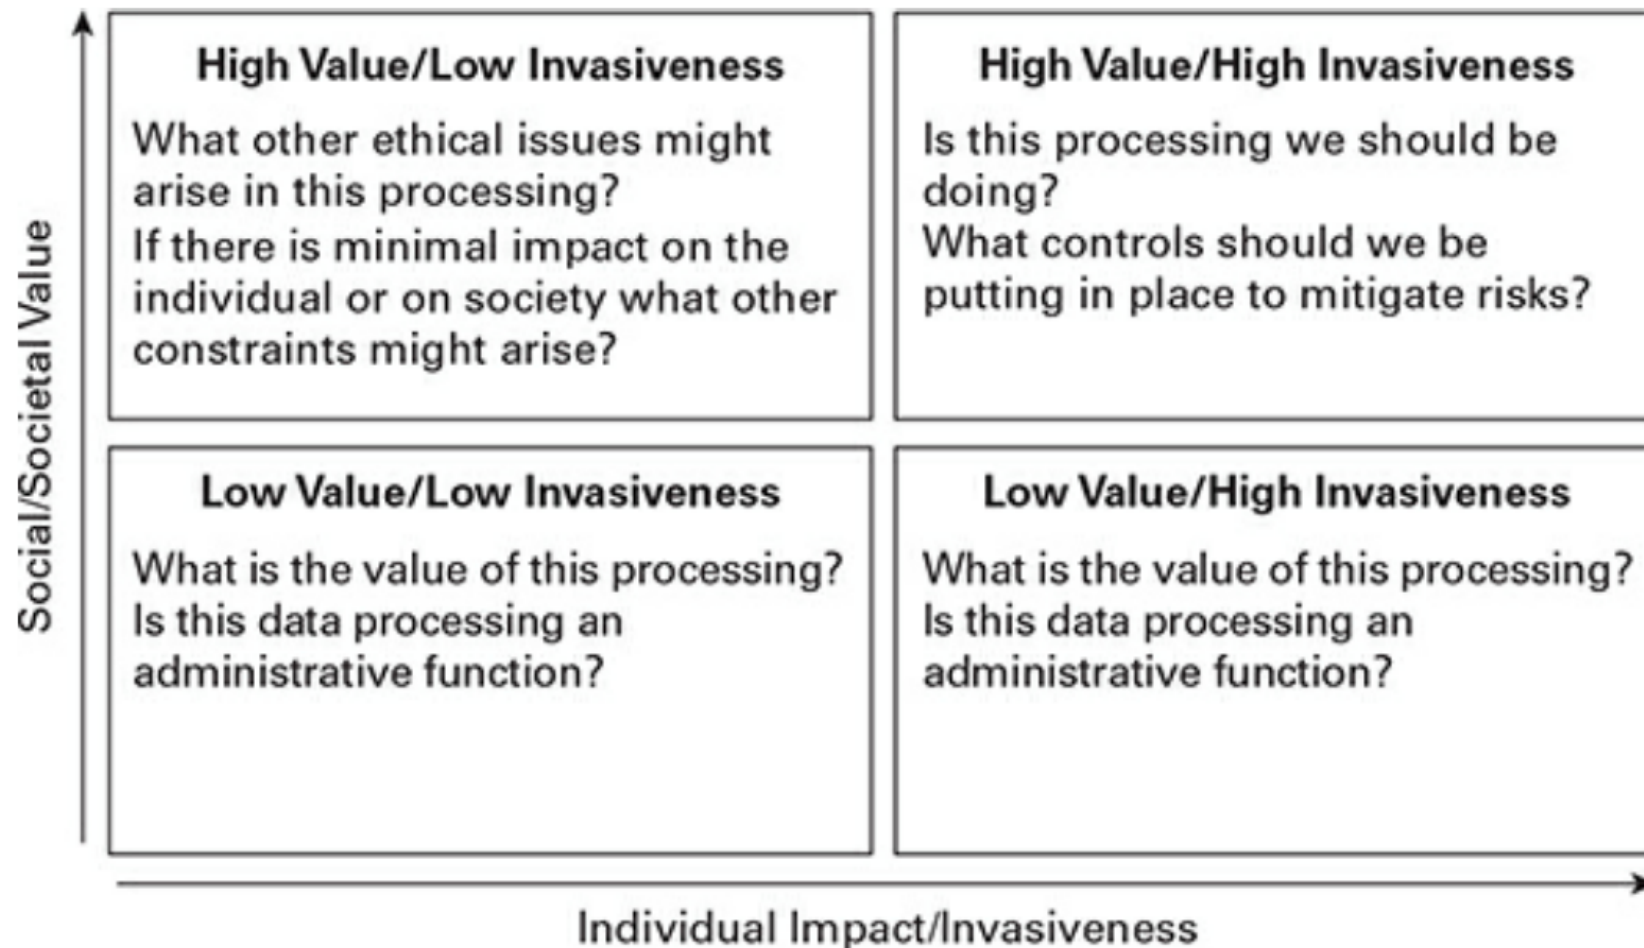 Social/Societal Value
High Value/Low Invasiveness
What other ethical issues might
arise in this processing?
If there is minimal impact on the
individual or on society what other
constraints might arise?
High Value/High Invasiveness
Is this processing we should be
doing?
What controls should we be
putting in place to mitigate risks?
Low Value/Low Invasiveness
What is the value of this processing?
Is this data processing an
administrative function?
Low Value/High Invasiveness
What is the value of this processing?
Is this data processing an
administrative function?
Individual Impact/Invasiveness